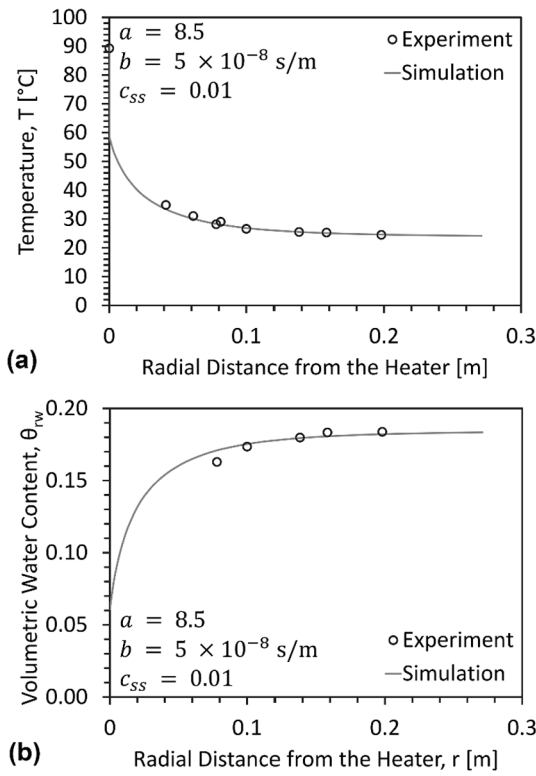 100
90
80
70
60
50
40
30
20
10
0
Temperature, T [°C]
a = 8.5
b = 5 × 10⁻⁸ s/m
c_ss = 0.01
Experiment
Simulation
0
0.1
0.2
0.3
Radial Distance from the Heater [m]
(a)
0.20
0.15
0.10
0.05
0.00
Volumetric Water Content, θ_rw
a = 8.5
b = 5 × 10⁻⁸ s/m
c_ss = 0.01
Experiment
Simulation
0
0.1
0.2
0.3
Radial Distance from the Heater, r [m]
(b)